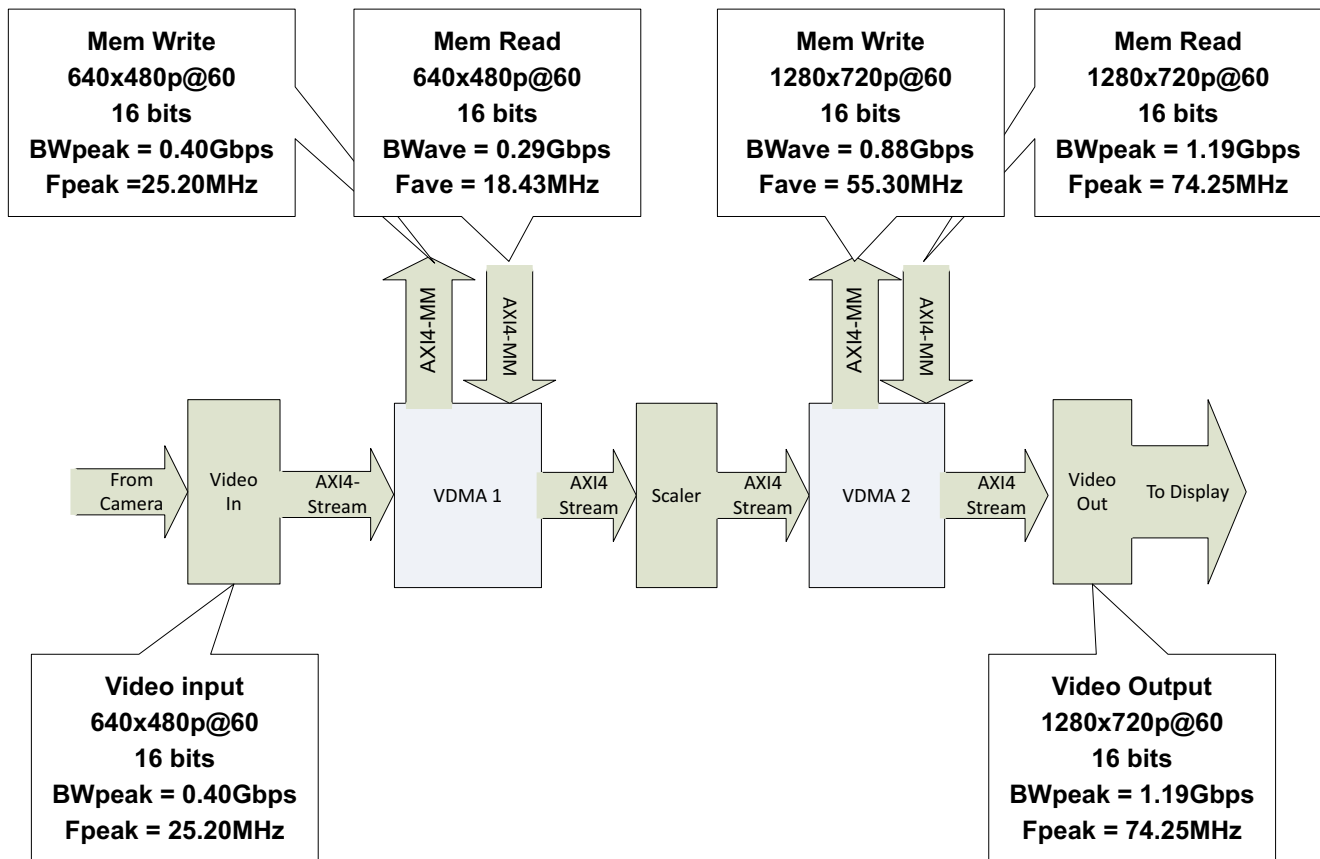 Mem Write
640x480p@60
16 bits
BWpeak = 0.40Gbps
Fpeak =25.20MHz
Mem Read
640x480p@60
16 bits
BWave = 0.29Gbps
Fave = 18.43MHz
Mem Write
1280x720p@60
16 bits
BWave = 0.88Gbps
Fave = 55.30MHz
Mem Read
1280x720p@60
16 bits
BWpeak = 1.19Gbps
Fpeak = 74.25MHz
AXI4-MM
AXI4-MM
AXI4-MM
AXI4-MM
From
Camera
Video
In
AXI4-
Stream
VDMA 1
AXI4
Stream
Scaler
AXI4
Stream
VDMA 2
AXI4
Stream
Video
Out
To Display
Video input
640x480p@60
16 bits
BWpeak = 0.40Gbps
Fpeak = 25.20MHz
Video Output
1280x720p@60
16 bits
BWpeak = 1.19Gbps
Fpeak = 74.25MHz